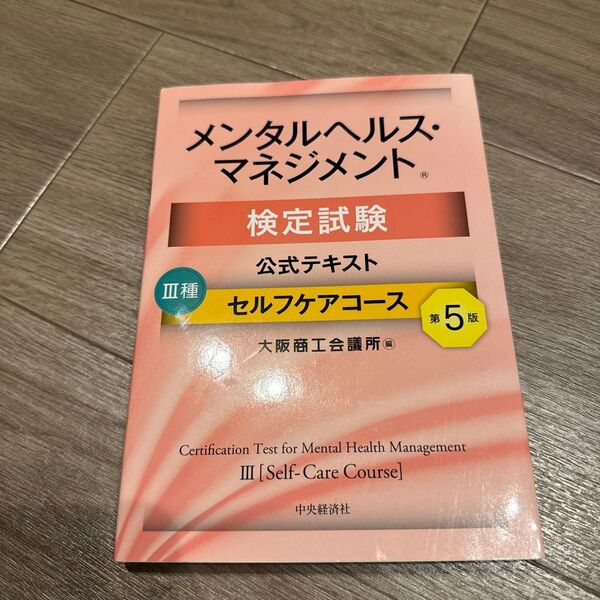 メンタルヘルス・
マネジメント®
検定試験
公式テキスト
Ⅲ種
セルフケアコース
第5版
大阪商工会議所 編
Certification Test for Mental Health Management
Ⅲ [Self-Care Course]
中央経済社